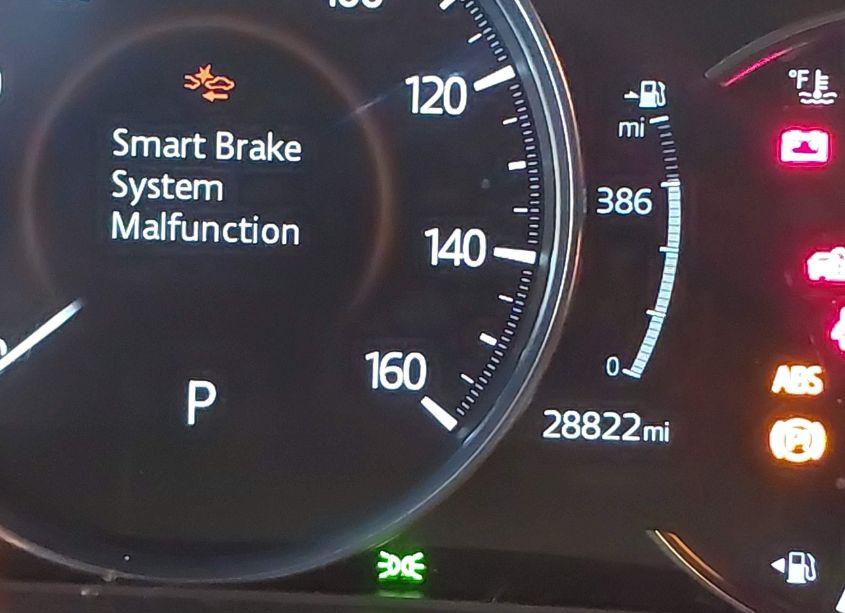 120
°F
Smart Brake
System
Malfunction
mi
386
140
0
160
ABS
P
28822mi
(P)